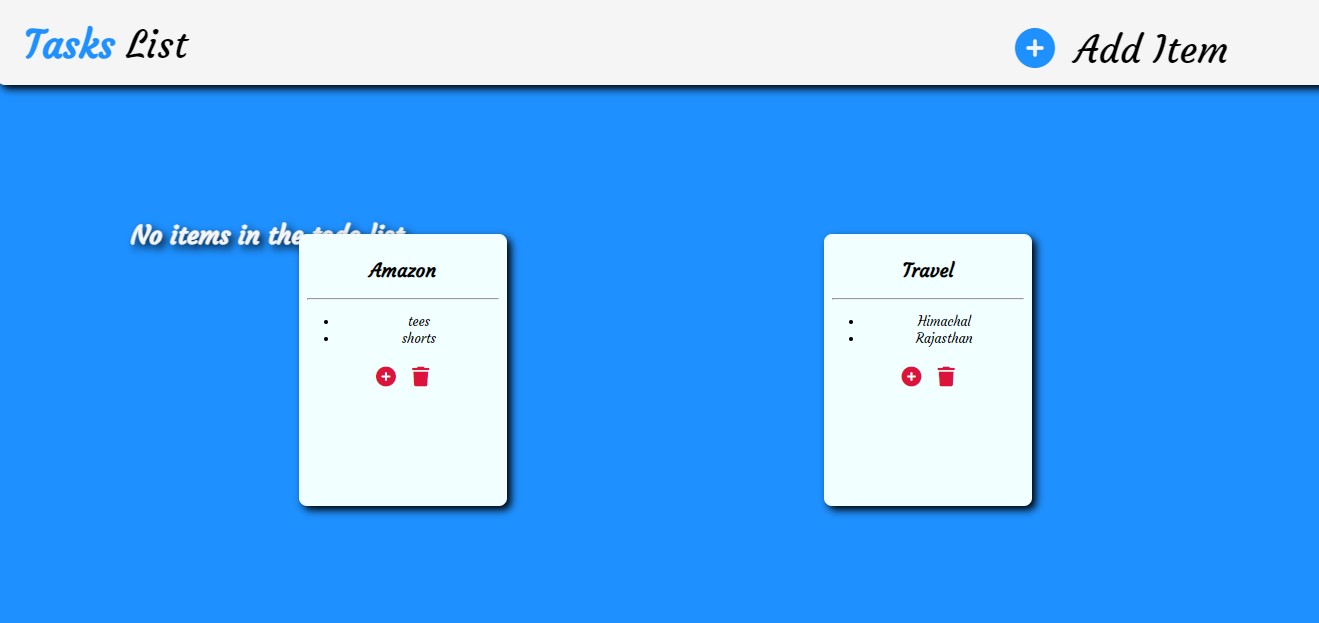 Tasks List
Add Item
No items in the todo list
Amazon
tees
shorts
Travel
Himachal
Rajasthan